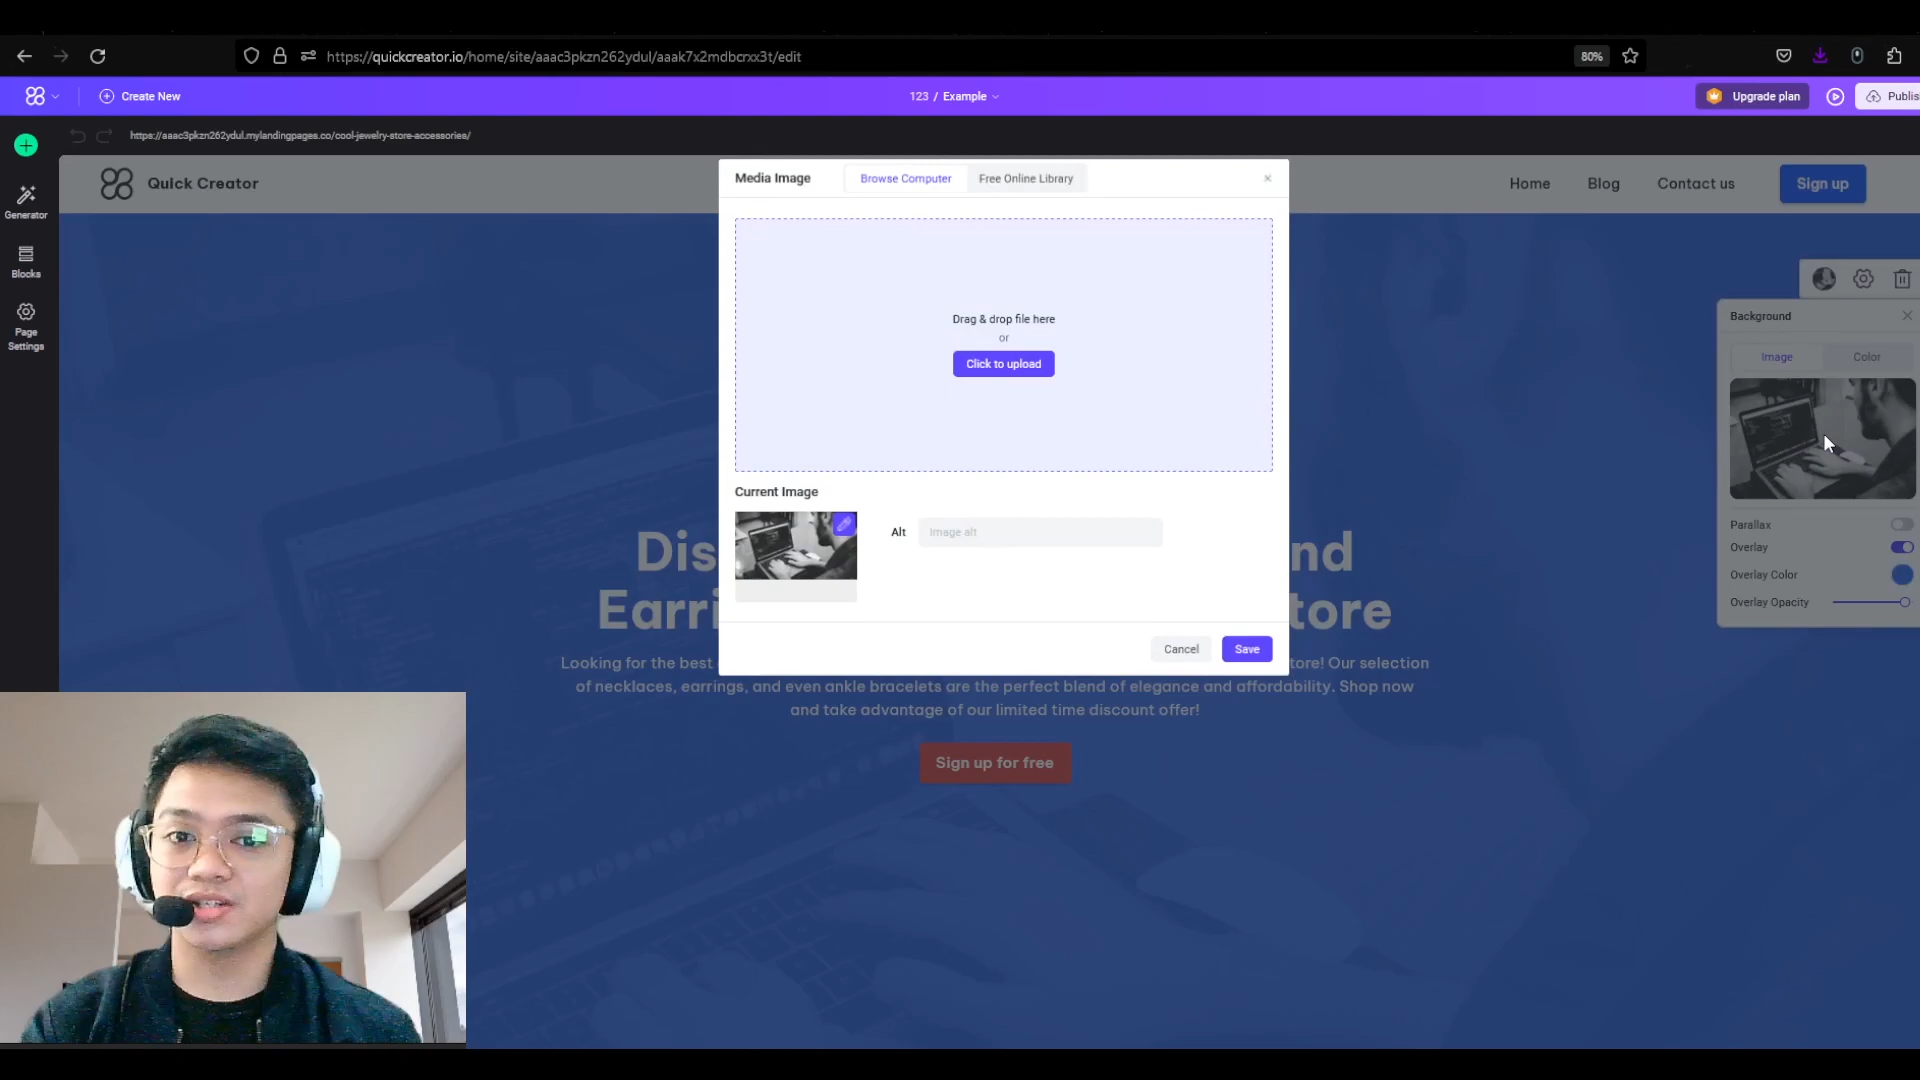 https://quickcreator.io/home/site/aaac3pkzn262ydul/aaak7x2mdbcrxx3t/edit
80%
Create New
123 / Example
Upgrade plan
Publis
https://aaac3pkzn262ydul.mylandingpages.co/cool-jewelry-store-accessories/
Generator
Blocks
Page
Settings
Quick Creator
Home
Blog
Contact us
Sign up
Media Image
Browse Computer
Free Online Library
Drag & drop file here
or
Click to upload
Current Image
Alt
Image alt
Cancel
Save
Background
Image
Color
Parallax
Overlay
Overlay Color
Overlay Opacity
Dis nd
Earri tore
Looking for the best tore! Our selection
of necklaces, earrings, and even ankle bracelets are the perfect blend of elegance and affordability. Shop now
and take advantage of our limited time discount offer!
Sign up for free